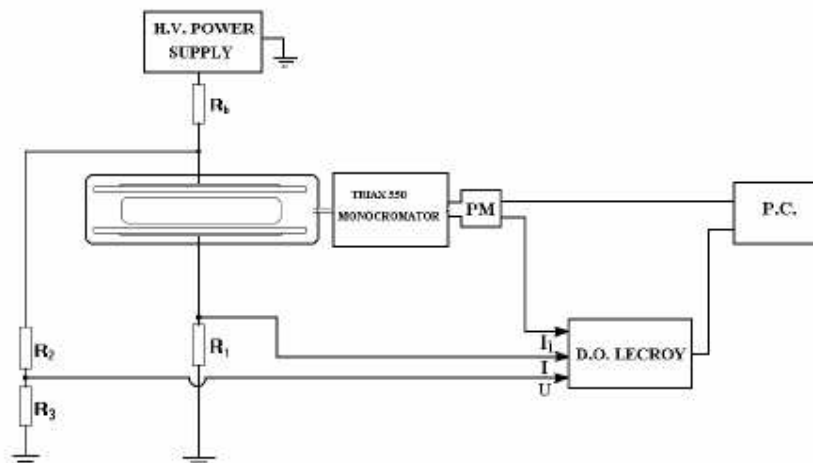 H.V. POWER
SUPPLY
Rb
TRIAX 550
MONOCROMATOR
PM
P.C.
R2
R1
I1
D.O. LECROY
I
U
R3